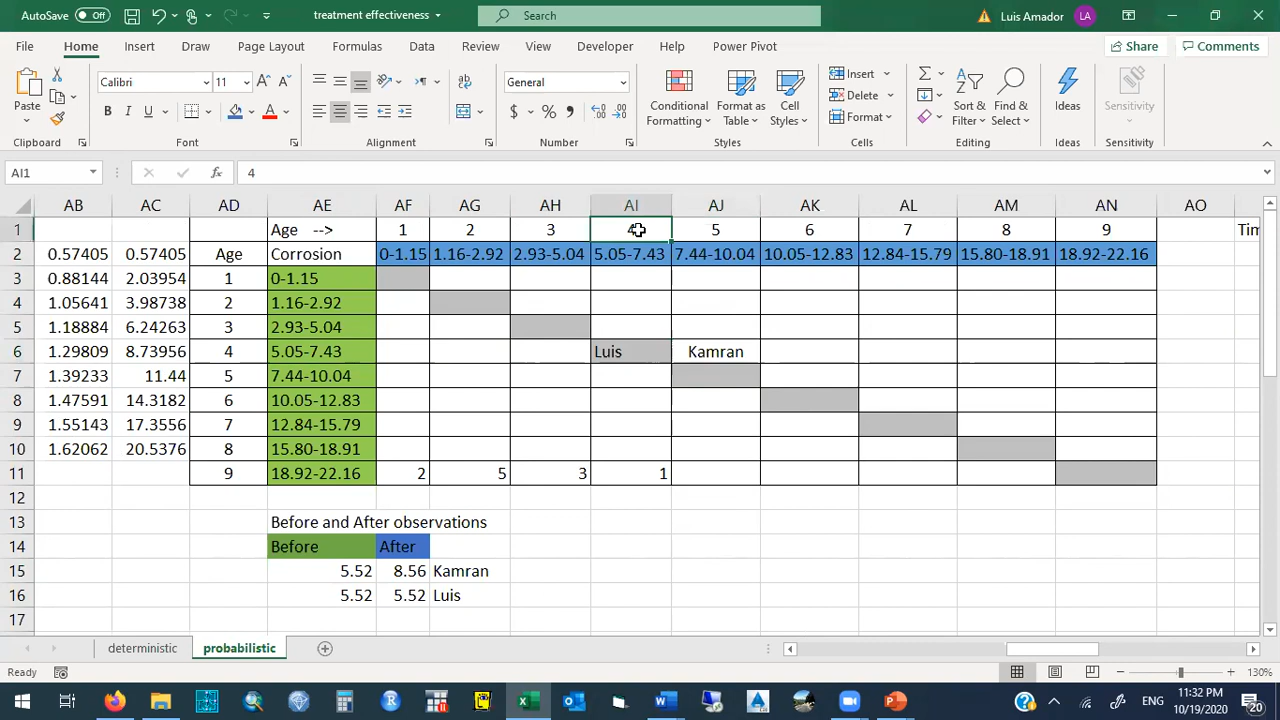 AutoSave Off treatment effectiveness Search Luis Amador LA
File Home Insert Draw Page Layout Formulas Data Review View Developer Help Power Pivot Share Comments
Paste Calibri 11 General Conditional Formatting Format as Table Cell Styles Insert Delete Format Sort & Filter Find & Select Ideas Sensitivity
Clipboard Font Alignment Number Styles Cells Editing Ideas Sensitivity
AI1 fx 4
AB AC AD AE AF AG AH AI AJ AK AL AM AN AO
1 Age --> 1 2 3 4 5 6 7 8 9 Tim
2 0.57405 0.57405 Age Corrosion 0-1.15 1.16-2.92 2.93-5.04 5.05-7.43 7.44-10.04 10.05-12.83 12.84-15.79 15.80-18.91 18.92-22.16
3 0.88144 2.03954 1 0-1.15
4 1.05641 3.98738 2 1.16-2.92
5 1.18884 6.24263 3 2.93-5.04
6 1.29809 8.73956 4 5.05-7.43 Luis Kamran
7 1.39233 11.44 5 7.44-10.04
8 1.47591 14.3182 6 10.05-12.83
9 1.55143 17.3556 7 12.84-15.79
10 1.62062 20.5376 8 15.80-18.91
11 9 18.92-22.16 2 5 3 1
12
13 Before and After observations
14 Before After
15 5.52 8.56 Kamran
16 5.52 5.52 Luis
17
deterministic probabilistic
Ready 130%
ENG 11:32 PM 10/19/2020 20